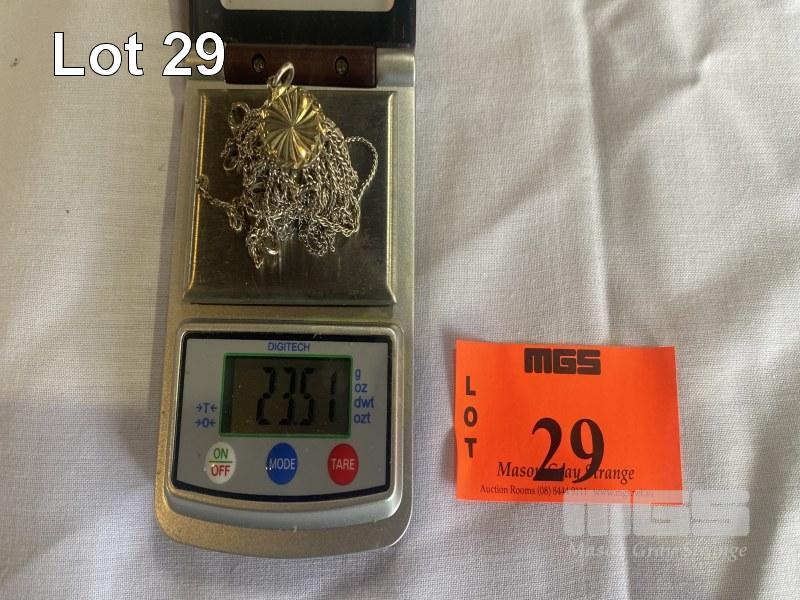 Lot 29
DIGITECH
23.51
g
oz
dwt
ozt
→T←
→0←
ON
OFF
MODE
TARE
MGS
LOT
29
Mason Gray Strange
Auction Rooms (08) 8444
MGS
Mason Gray Strange